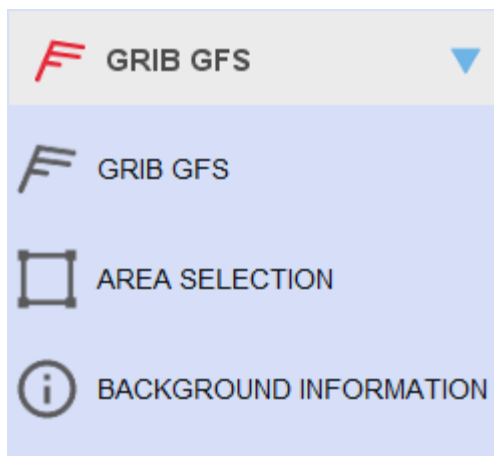 GRIB GFS
GRIB GFS
AREA SELECTION
BACKGROUND INFORMATION